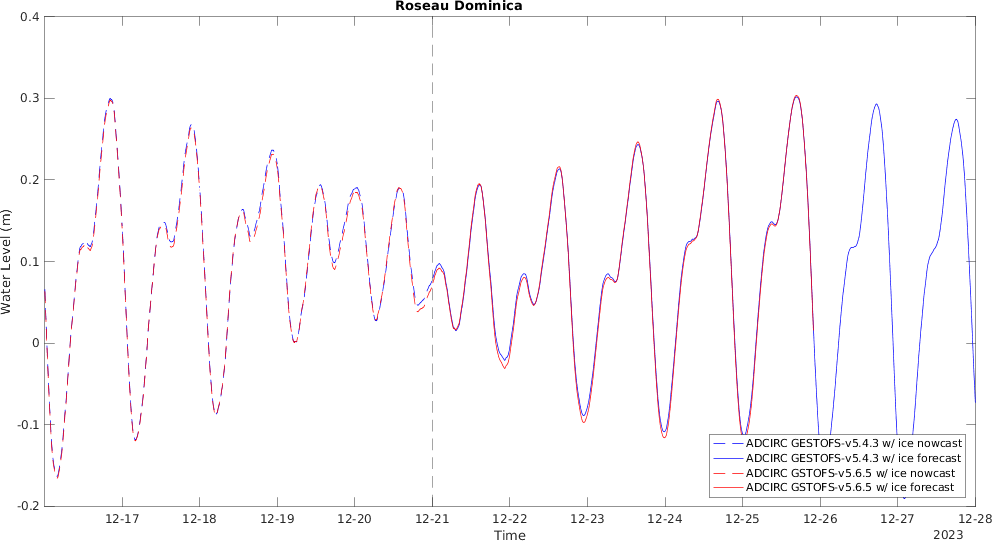 Roseau Dominica
Water Level (m)
0.4
0.3
0.2
0.1
0
-0.1
-0.2
ADCIRC GESTOFS-v5.4.3 w/ ice nowcast
ADCIRC GESTOFS-v5.4.3 w/ ice forecast
ADCIRC GSTOFS-v5.6.5 w/ ice nowcast
ADCIRC GSTOFS-v5.6.5 w/ ice forecast
12-17 12-18 12-19 12-20 12-21 12-22 12-23 12-24 12-25 12-26 12-27 12-28
Time
2023